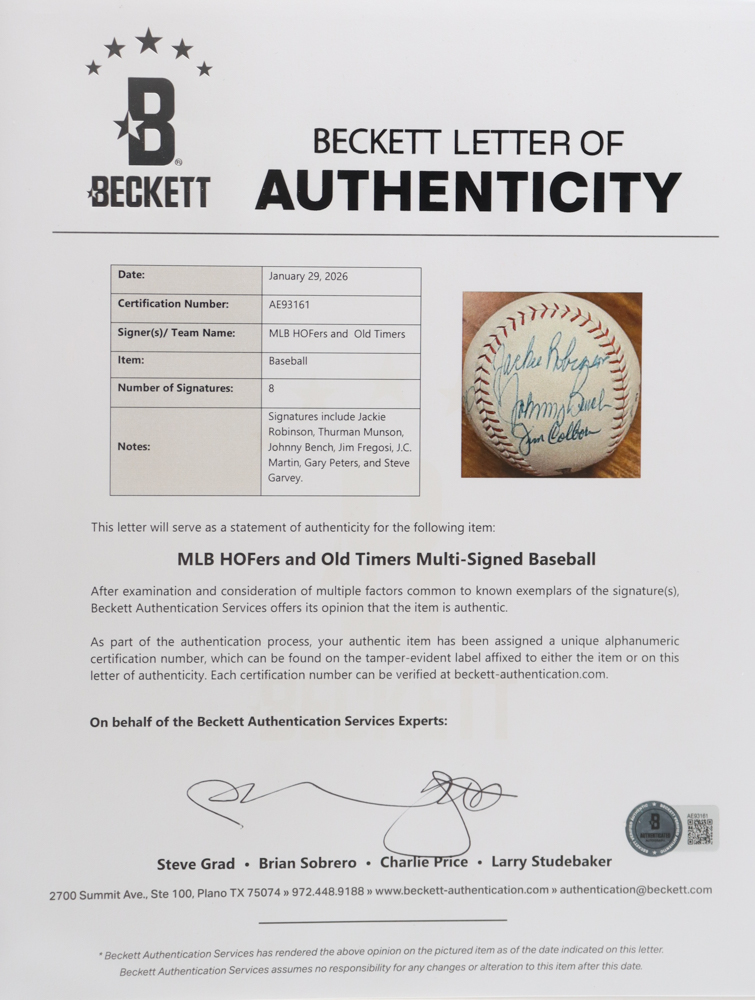 B
BECKETT
BECKETT LETTER OF
AUTHENTICITY
Date: January 29, 2026
Certification Number: AE93161
Signer(s)/ Team Name: MLB HOFers and Old Timers
Item: Baseball
Number of Signatures: 8
Notes:
Signatures include Jackie
Robinson, Thurman Munson,
Johnny Bench, Jim Fregosi, J.C.
Martin, Gary Peters, and Steve
Garvey.
Jackie Robinson
Johnny Bench
Jim Colborn
This letter will serve as a statement of authenticity for the following item:
MLB HOFers and Old Timers Multi-Signed Baseball
After examination and consideration of multiple factors common to known exemplars of the signature(s),
Beckett Authentication Services offers its opinion that the item is authentic.
As part of the authentication process, your authentic item has been assigned a unique alphanumeric
certification number, which can be found on the tamper-evident label affixed to either the item or on this
letter of authenticity. Each certification number can be verified at beckett-authentication.com.
On behalf of the Beckett Authentication Services Experts:
AE93161
Steve Grad • Brian Sobrero • Charlie Price • Larry Studebaker
2700 Summit Ave., Ste 100, Plano TX 75074 » 972.448.9188 » www.beckett-authentication.com » authentication@beckett.com
* Beckett Authentication Services has rendered the above opinion on the pictured item as of the date indicated on this letter.
Beckett Authentication Services assumes no responsibility for any changes or alteration to this item after this date.